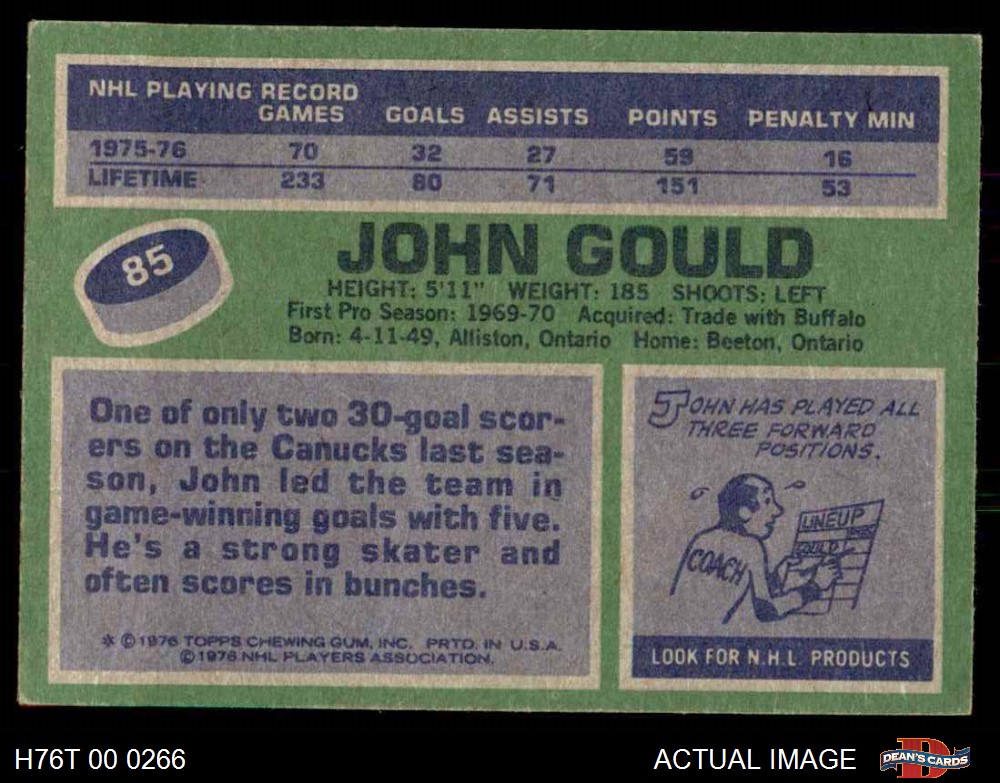 NHL PLAYING RECORD
GAMES GOALS ASSISTS POINTS PENALTY MIN
1975-76 70 32 27 59 16
LIFETIME 233 80 71 151 53
85
JOHN GOULD
HEIGHT: 5'11" WEIGHT: 185 SHOOTS: LEFT
First Pro Season: 1969-70 Acquired: Trade with Buffalo
Born: 4-11-49, Alliston, Ontario Home: Beeton, Ontario
One of only two 30-goal scor-
ers on the Canucks last sea-
son, John led the team in
game-winning goals with five.
He's a strong skater and
often scores in bunches.
* ©1976 TOPPS CHEWING GUM, INC. PRTD. IN U.S.A.
©1976 NHL PLAYERS ASSOCIATION.
JOHN HAS PLAYED ALL
THREE FORWARD
POSITIONS.
LINEUP
GOULD
COACH
LOOK FOR N.H.L. PRODUCTS
H76T 00 0266
ACTUAL IMAGE
DEAN'S CARDS